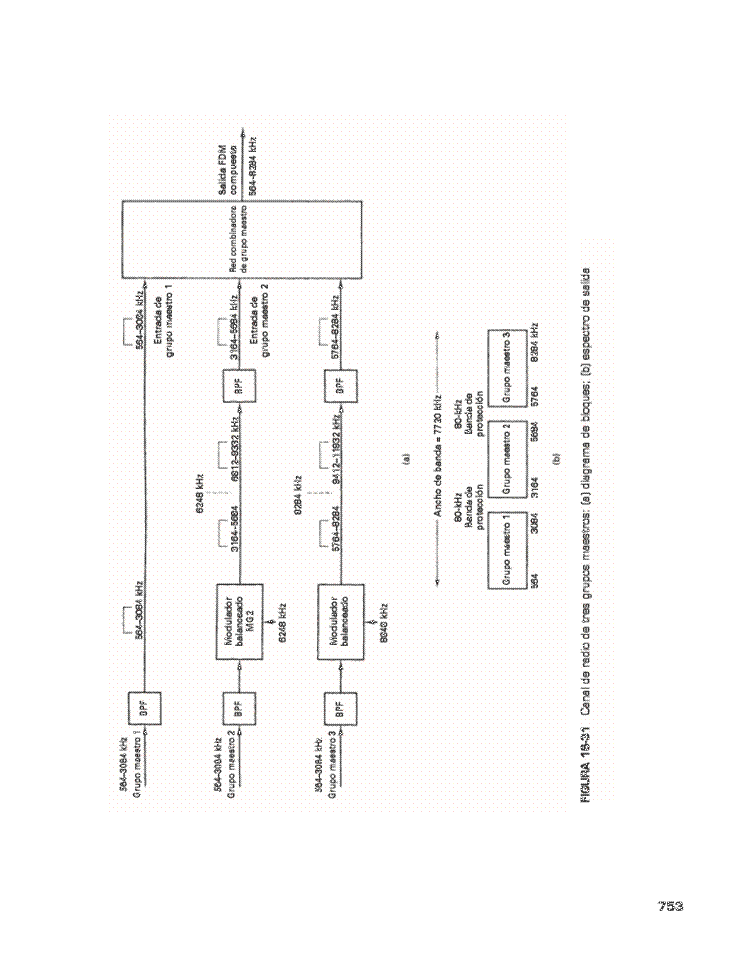 564–3084 kHz
Grupo maestro 1
BPF
564–3084 kHz
564–3084 kHz
Entrada de
grupo maestro 1
564–3084 kHz
Grupo maestro 2
BPF
Modulador
balanceado
MG2
6248 kHz
3164–5684
6248 kHz
6812–9332 kHz
BPF
3164–5684 kHz
Entrada de
grupo maestro 2
564–3084 kHz
Grupo maestro 3
BPF
Modulador
balanceado
8848 kHz
5764–8284
8284 kHz
9412–11932 kHz
BPF
5764–8284 kHz
Red combinadora
de grupo maestro
Salida FDM
compuesta
564–8284 kHz
(a)
Ancho de banda = 7720 kHz
80-kHz
Banda de
protección
80-kHz
Banda de
protección
Grupo maestro 1
Grupo maestro 2
Grupo maestro 3
564
3084
3164
5684
5764
8284 kHz
(b)
FIGURA 16-31 Canal de radio de tres grupos maestros: (a) diagrama de bloques; (b) espectro de salida
753